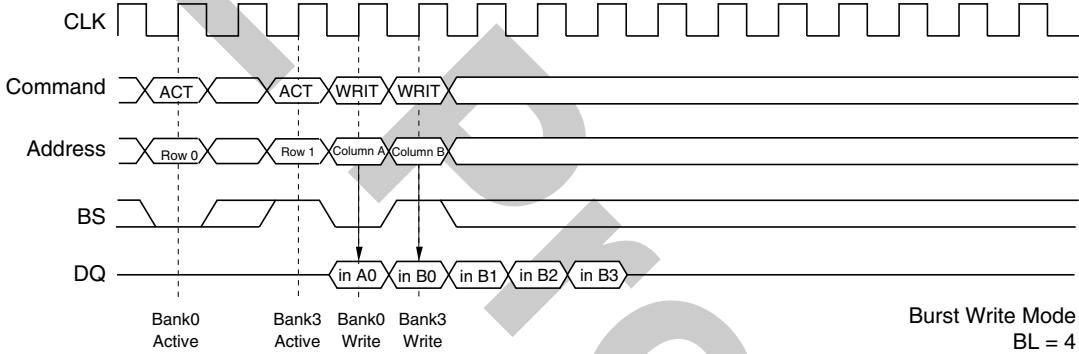 CLK
Command ACT ACT WRIT WRIT
Address Row 0 Row 1 Column A Column B
BS
DQ in A0 in B0 in B1 in B2 in B3
Bank0 Bank3 Bank0 Bank3
Active Active Write Write
Burst Write Mode
BL = 4